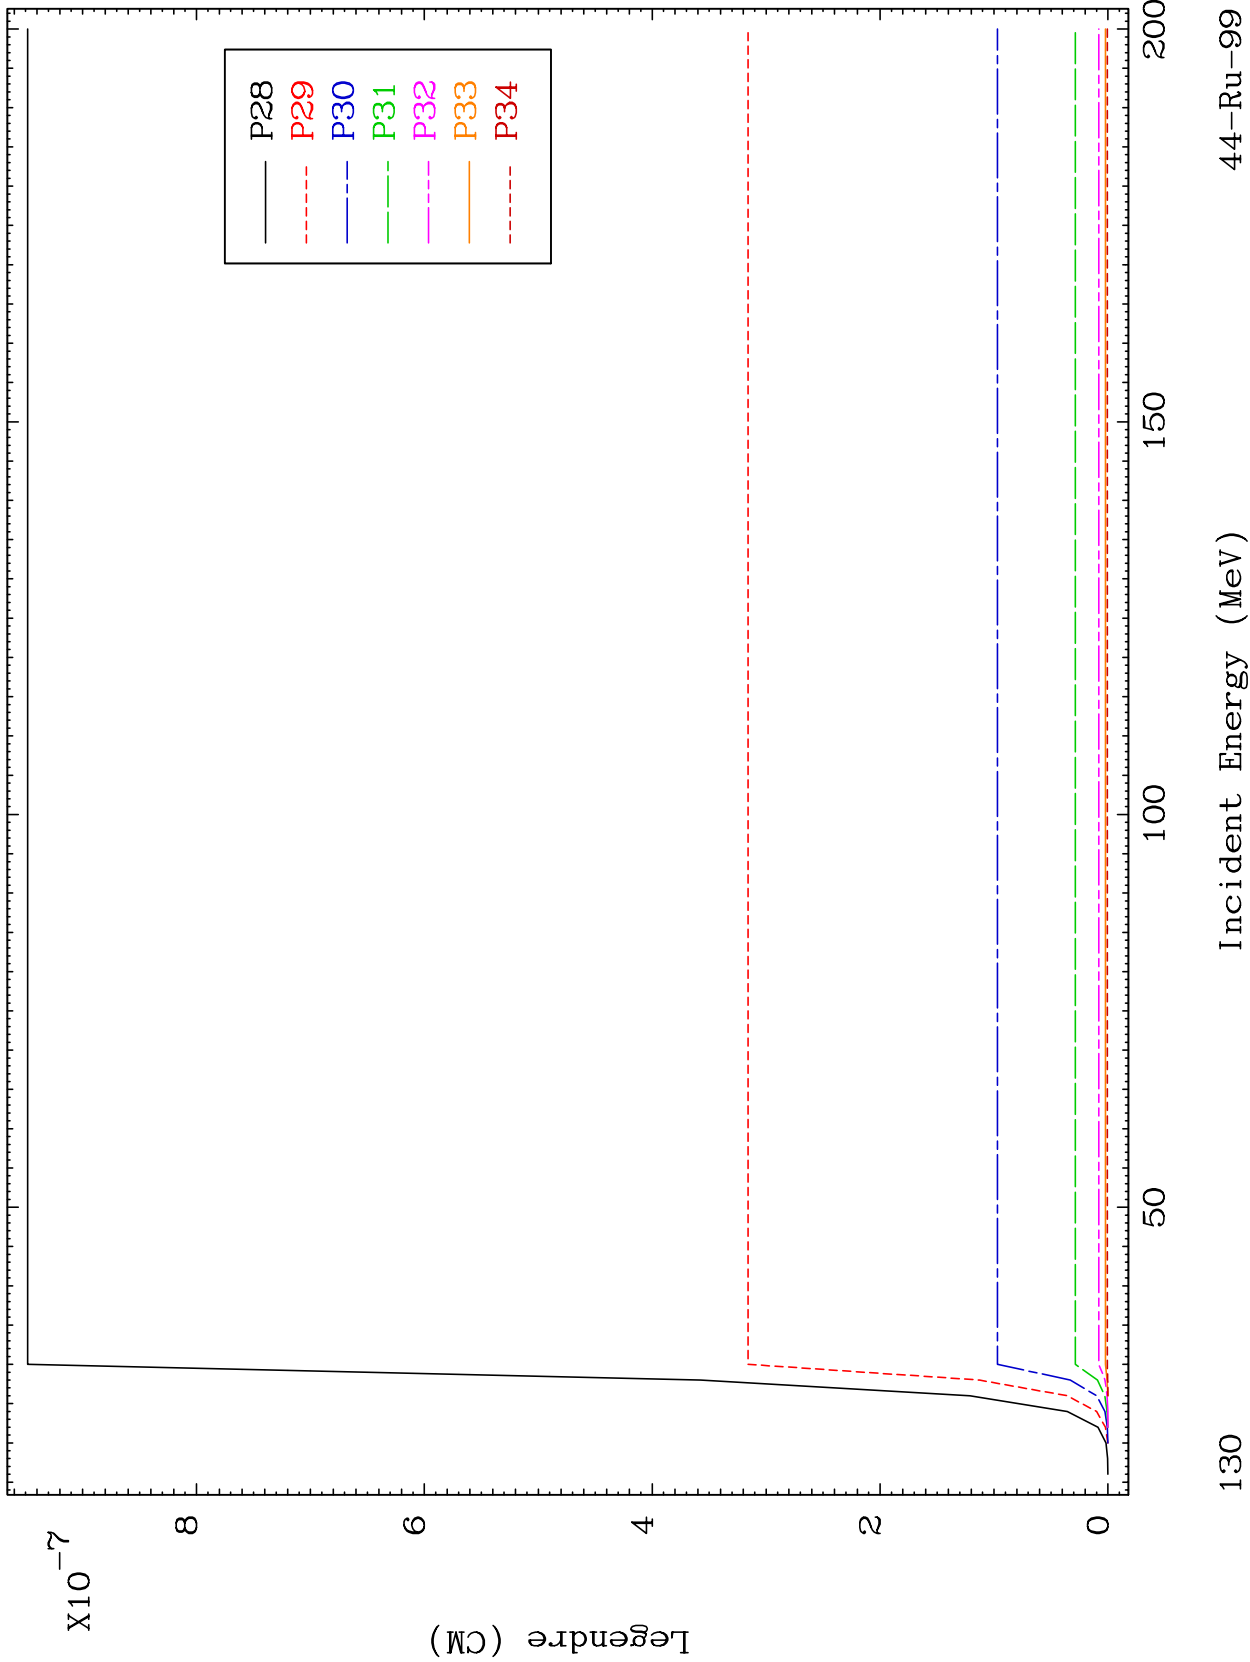 X10-7
8
6
4
2
0
Legendre (CM)
P28
P29
P30
P31
P32
P33
P34
50
100
150
200
Incident Energy (MeV)
130
44-Ru-99